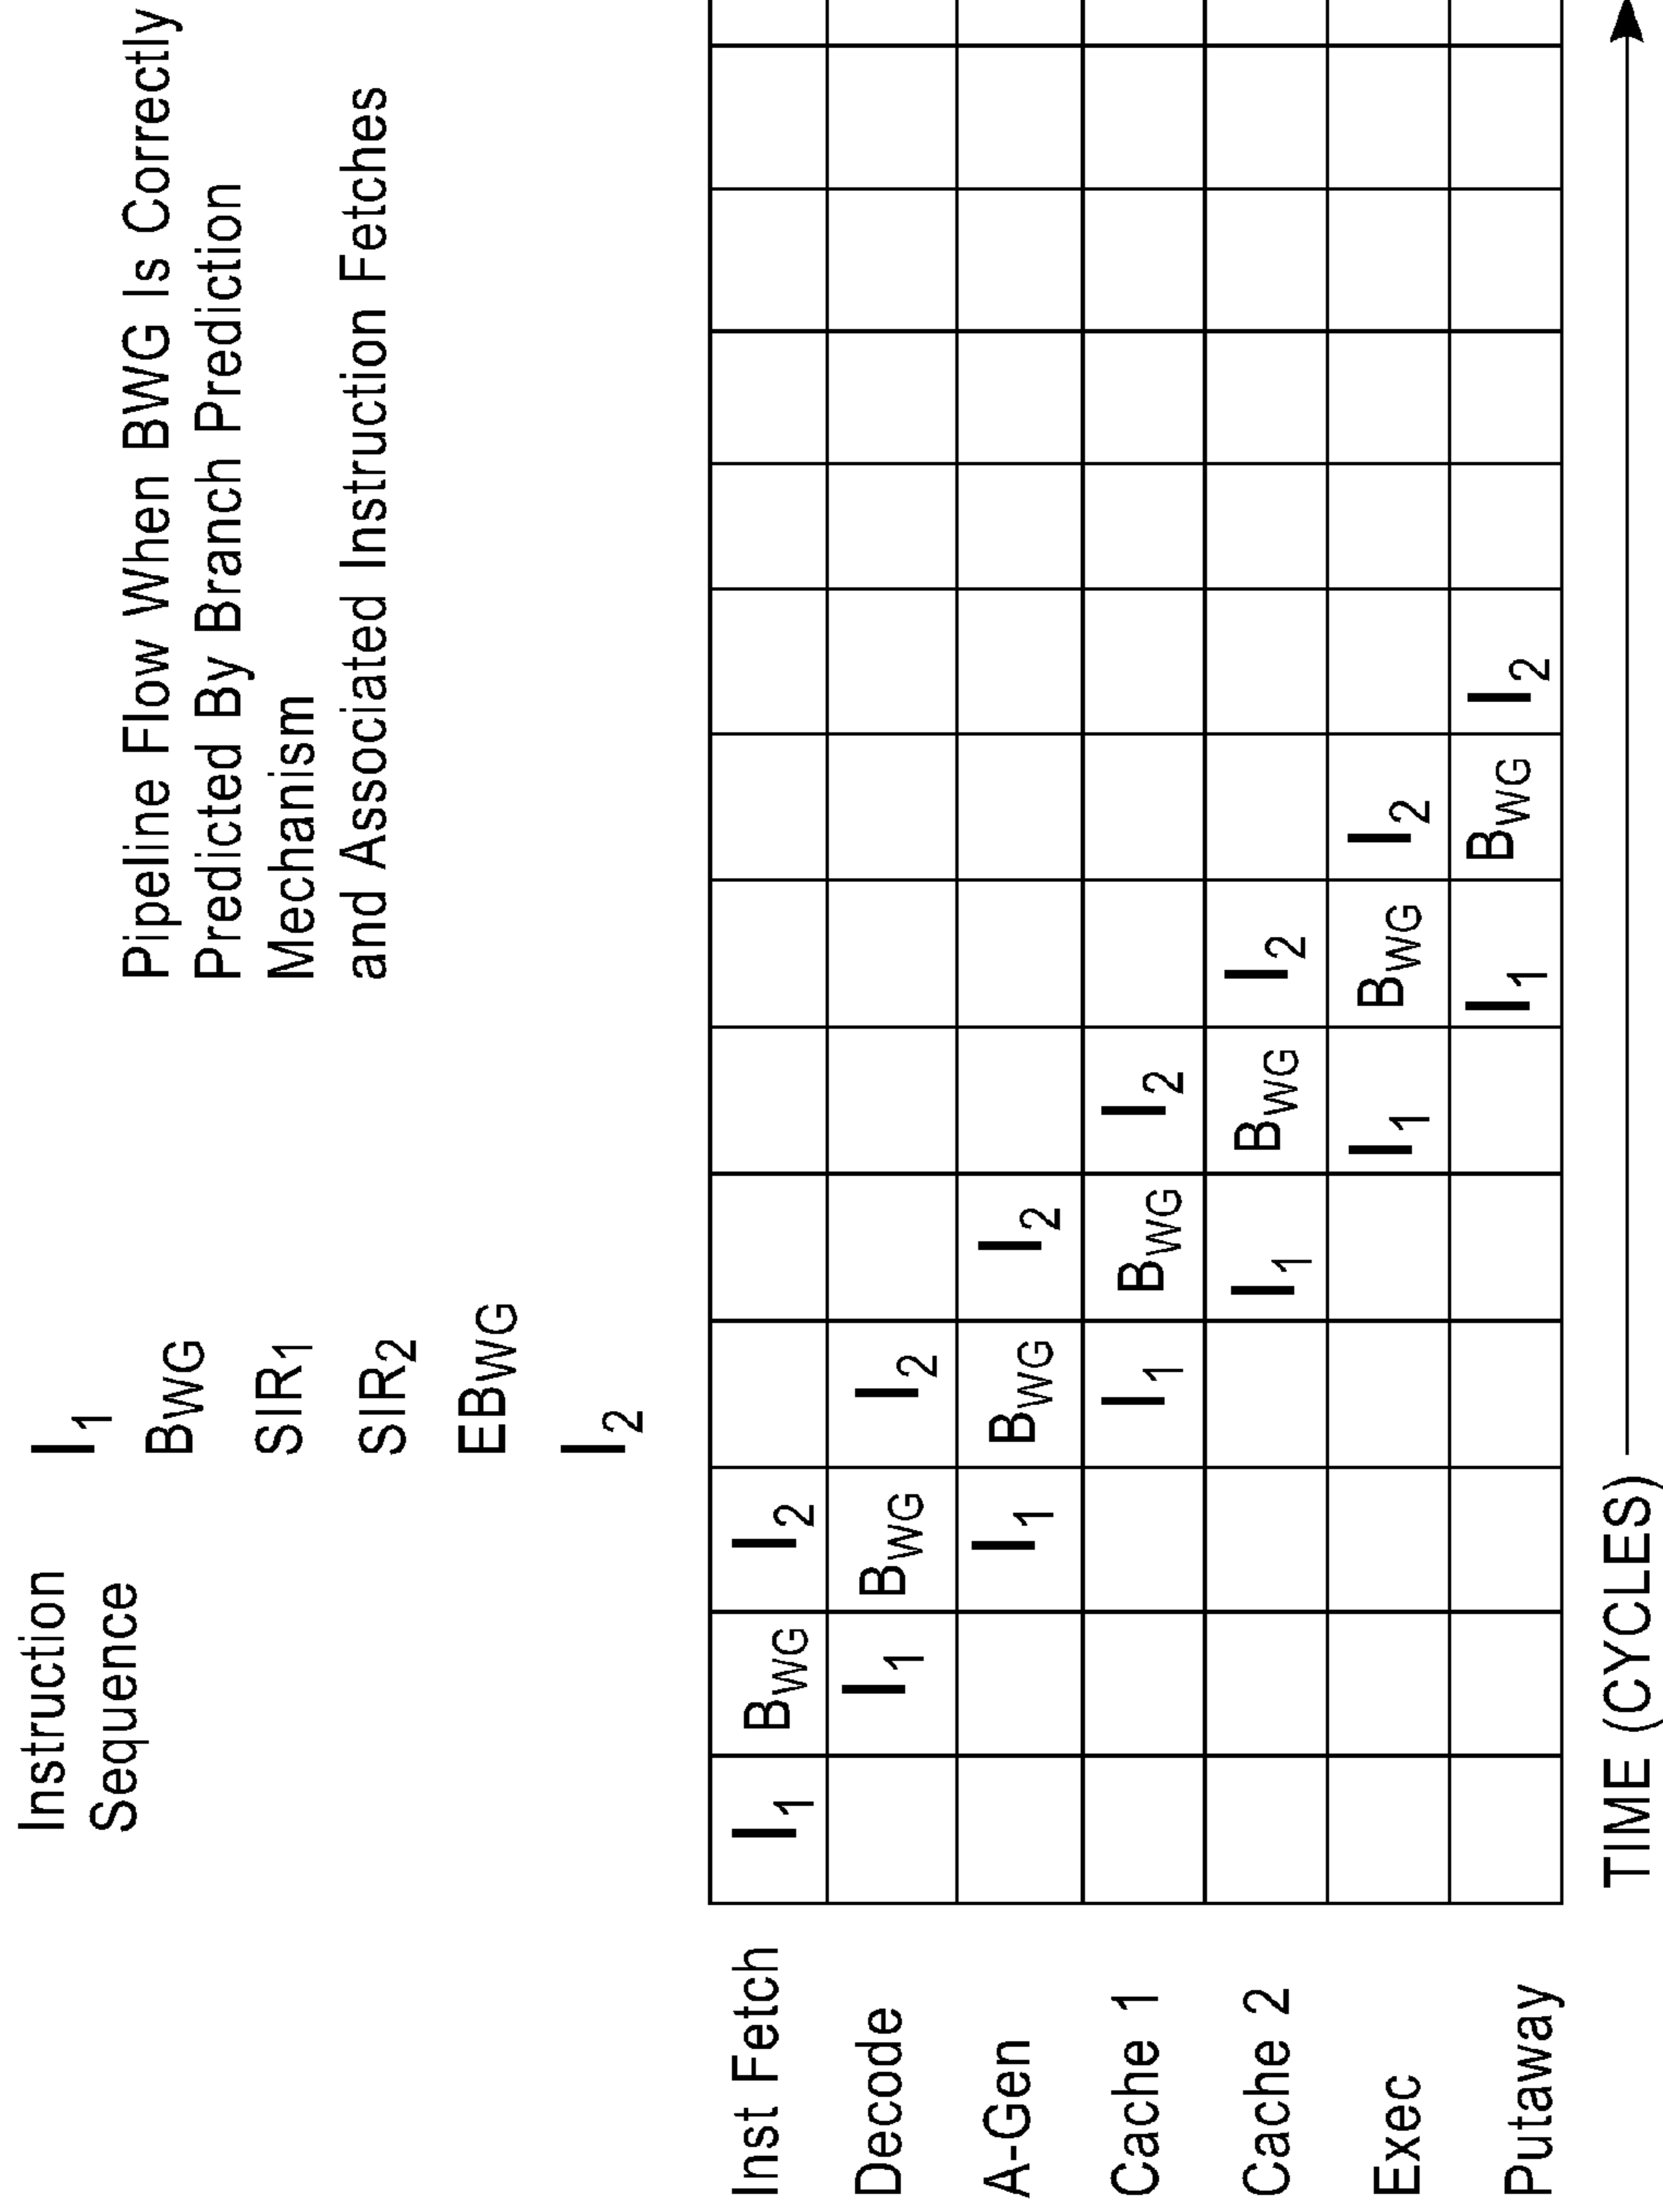 Instruction
Sequence
I1
BWG
SIR1
SIR2
EBWG
I2
Pipeline Flow When BWG Is Correctly
Predicted By Branch Prediction
Mechanism
and Associated Instruction Fetches
Inst Fetch I1 BWG I2
Decode I1 BWG I2
A-Gen I1 BWG I2
Cache 1 I1 BWG I2
Cache 2 I1 BWG I2
Exec I1 BWG I2
Putaway I1 BWG I2
TIME (CYCLES)